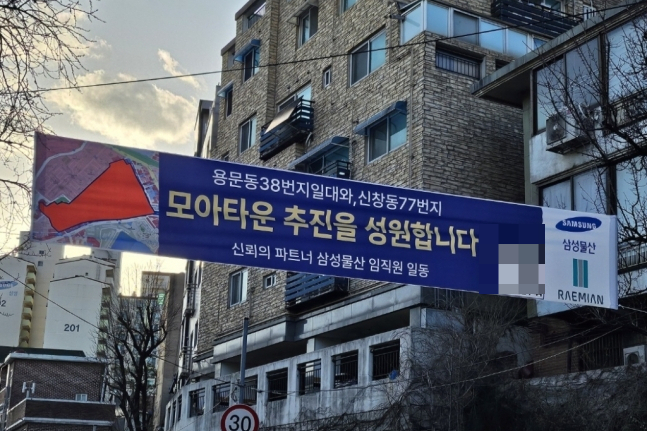 용문동38번지일대와,신창동77번지
모아타운 추진을 성원합니다
신뢰의 파트너 삼성물산 임직원 일동
SAMSUNG
삼성물산
RAEMIAN
201
30